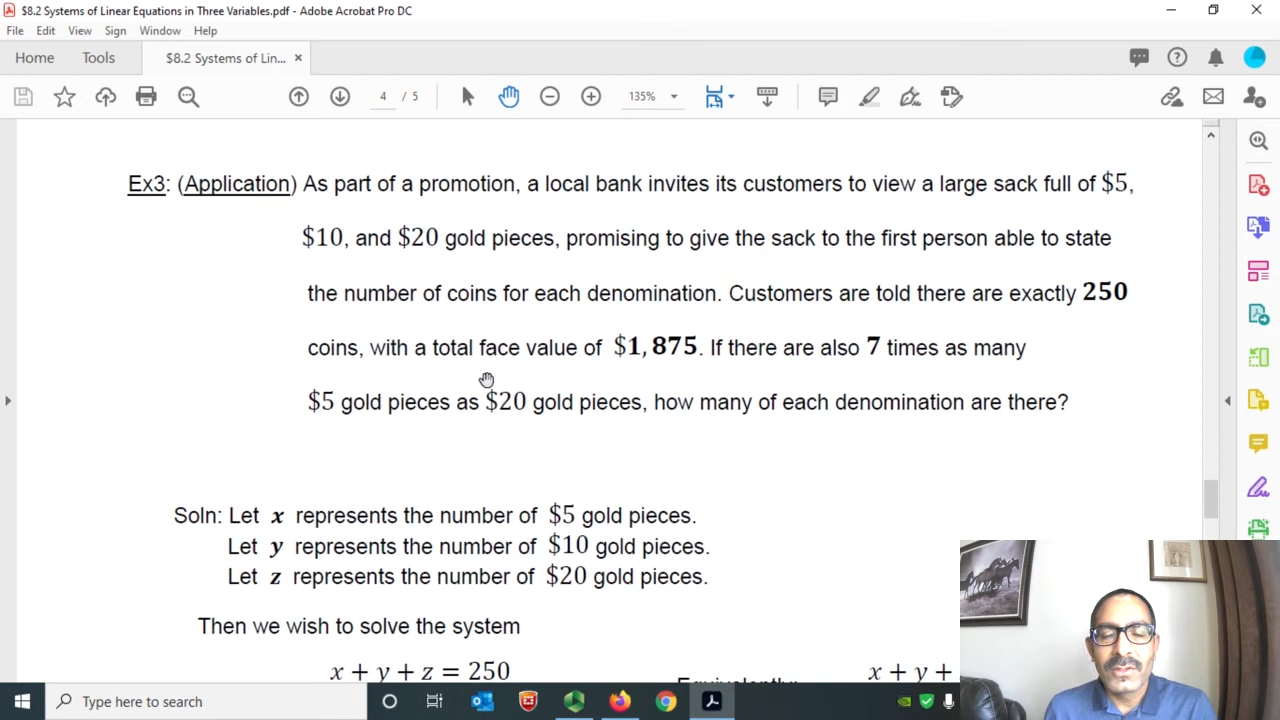 $8.2 Systems of Linear Equations in Three Variables.pdf - Adobe Acrobat Pro DC
File Edit View Sign Window Help
Home Tools $8.2 Systems of Lin... ×
4 / 5 135%
Ex3: (Application) As part of a promotion, a local bank invites its customers to view a large sack full of $5,
$10, and $20 gold pieces, promising to give the sack to the first person able to state
the number of coins for each denomination. Customers are told there are exactly 250
coins, with a total face value of $1,875. If there are also 7 times as many
$5 gold pieces as $20 gold pieces, how many of each denomination are there?
Soln: Let x represents the number of $5 gold pieces.
Let y represents the number of $10 gold pieces.
Let z represents the number of $20 gold pieces.
Then we wish to solve the system
x + y + z = 250
Equivalently: x + y +
Type here to search